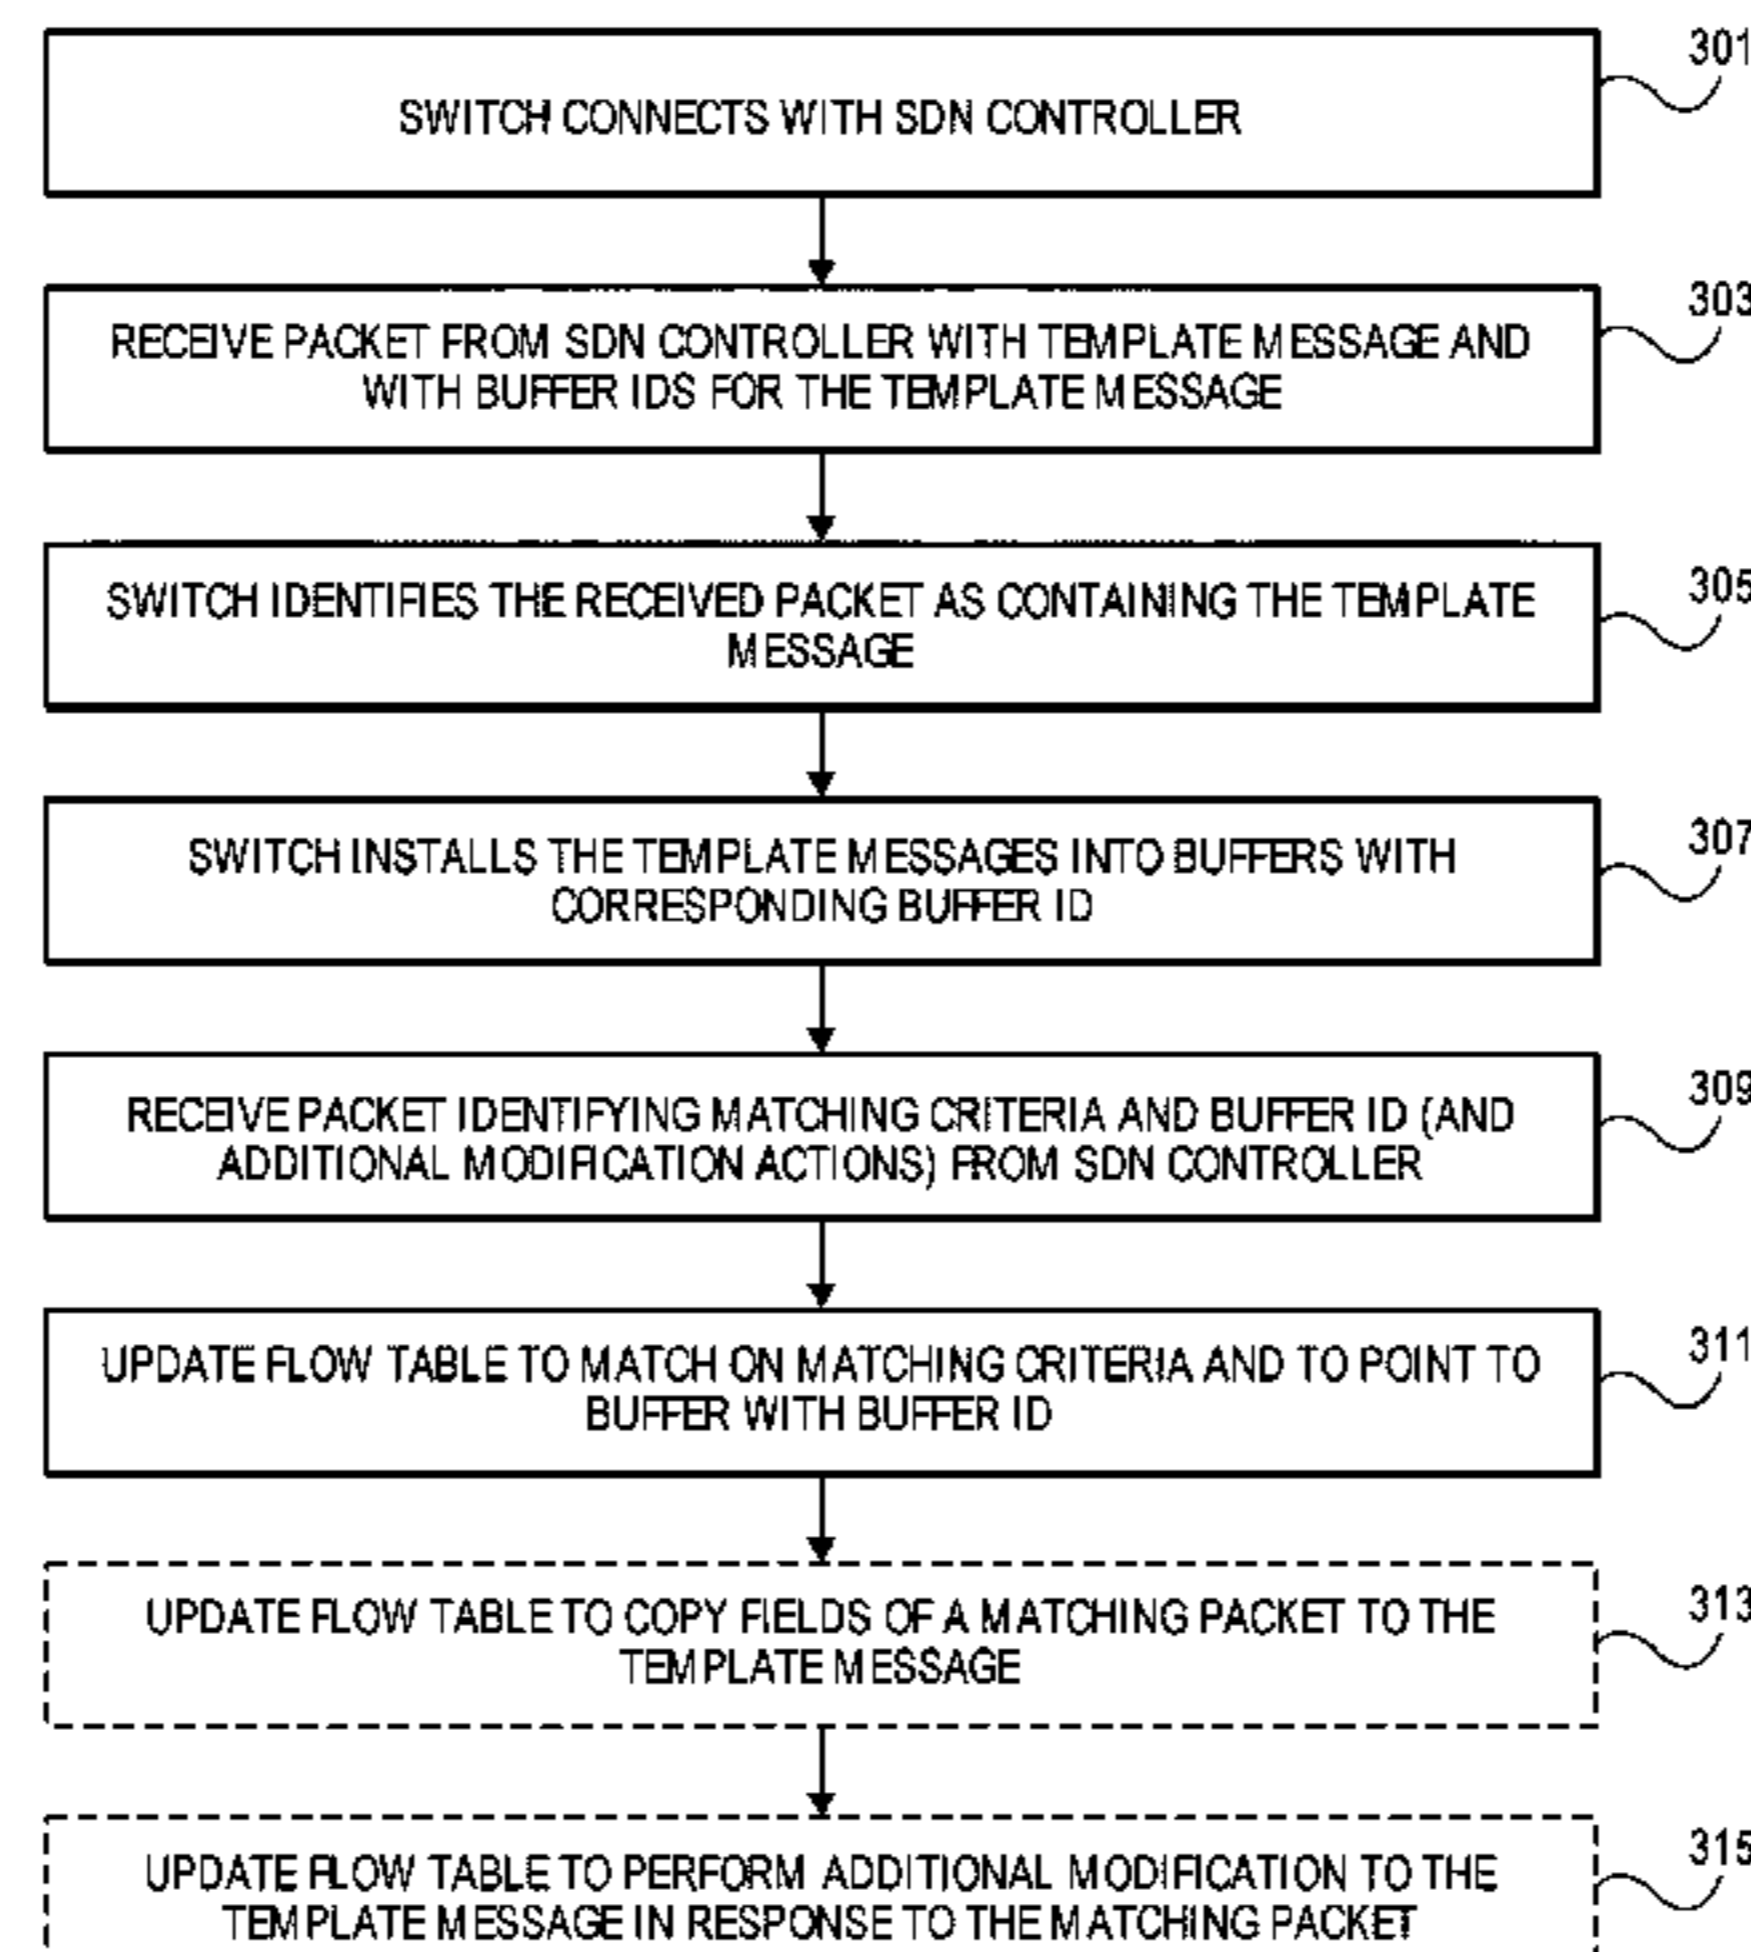 301
SWITCH CONNECTS WITH SDN CONTROLLER
303
RECEIVE PACKET FROM SDN CONTROLLER WITH TEMPLATE MESSAGE AND
WITH BUFFER IDS FOR THE TEMPLATE MESSAGE
305
SWITCH IDENTIFIES THE RECEIVED PACKET AS CONTAINING THE TEMPLATE
MESSAGE
307
SWITCH INSTALLS THE TEMPLATE MESSAGES INTO BUFFERS WITH
CORRESPONDING BUFFER ID
309
RECEIVE PACKET IDENTIFYING MATCHING CRITERIA AND BUFFER ID (AND
ADDITIONAL MODIFICATION ACTIONS) FROM SDN CONTROLLER
311
UPDATE FLOW TABLE TO MATCH ON MATCHING CRITERIA AND TO POINT TO
BUFFER WITH BUFFER ID
313
UPDATE FLOW TABLE TO COPY FIELDS OF A MATCHING PACKET TO THE
TEMPLATE MESSAGE
315
UPDATE FLOW TABLE TO PERFORM ADDITIONAL MODIFICATION TO THE
TEMPLATE MESSAGE IN RESPONSE TO THE MATCHING PACKET